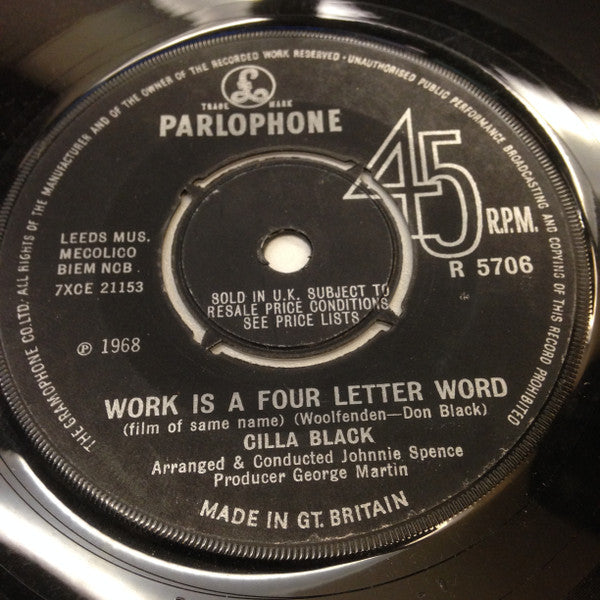 THE GRAMOPHONE CO. LTD. ALL RIGHTS OF THE MANUFACTURER AND OF THE OWNER OF THE RECORDED WORK RESERVED · UNAUTHORISED PUBLIC PERFORMANCE BROADCASTING AND COPYING OF THIS RECORD PROHIBITED
£
TRADE MARK
PARLOPHONE
45
R.P.M.
R 5706
LEEDS MUS.
MECOLICO
BIEM NCB
7XCE 21153
SOLD IN U.K. SUBJECT TO
RESALE PRICE CONDITIONS
SEE PRICE LISTS
℗ 1968
WORK IS A FOUR LETTER WORD
(film of same name) (Woolfenden—Don Black)
CILLA BLACK
Arranged & Conducted Johnnie Spence
Producer George Martin
MADE IN GT. BRITAIN